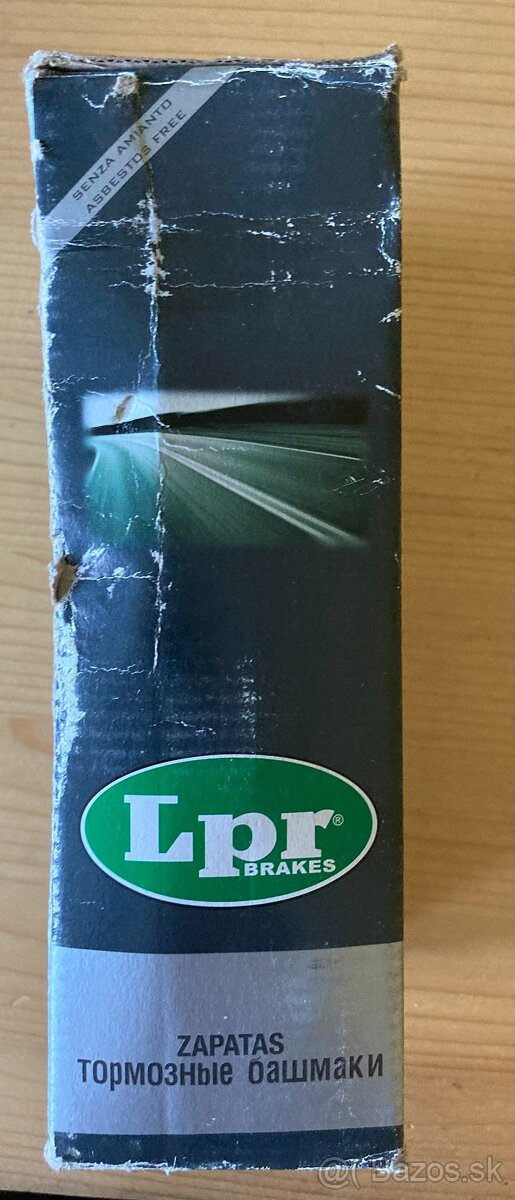 SENZA AMIANTO
ASBESTOS FREE
Lpr®
BRAKES
ZAPATAS
тормозные башмаки
@ Bazos.sk